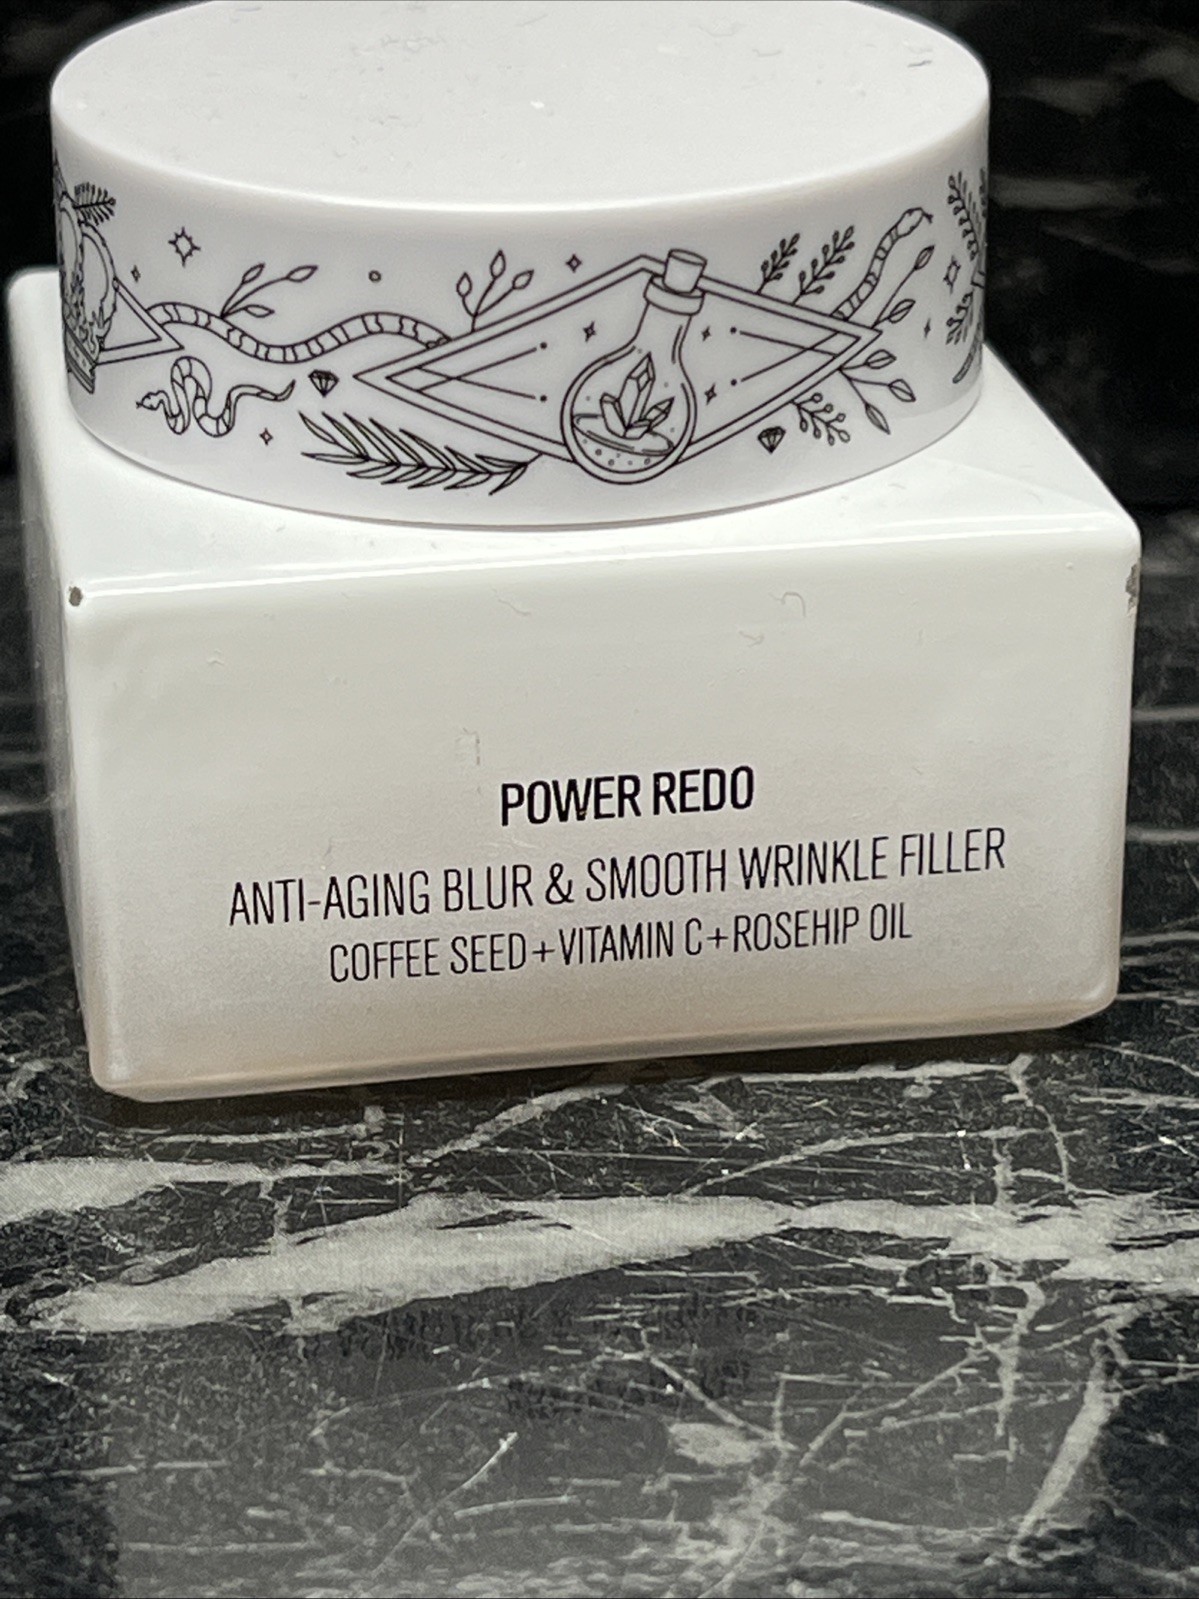 POWER REDO
ANTI-AGING BLUR & SMOOTH WRINKLE FILLER
COFFEE SEED+VITAMIN C+ROSEHIP OIL